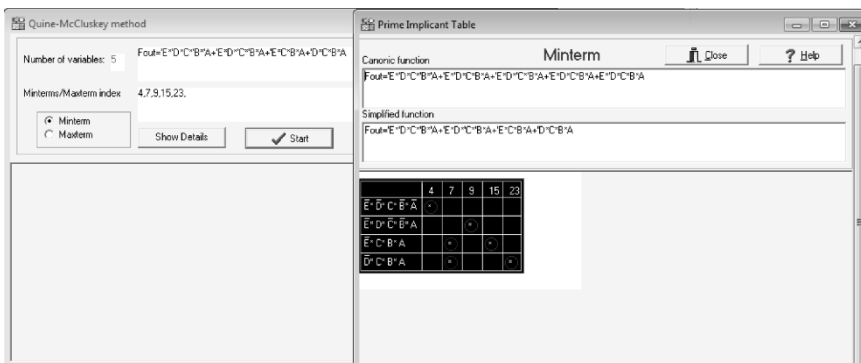 Quine-McCluskey method
Number of variables: 5
Fout='E*'D*C*'B*'A+'E*D*'C*'B*A+'E*C*B*A+'D*C*B*A
Minterms/Maxterm index
4,7,9,15,23,
Minterm
Maxterm
Show Details
Start
Prime Implicant Table
Canonic function
Minterm
Close
Help
Fout='E*'D*C*'B*'A+'E*'D*C*B*A+'E*D*'C*'B*A+'E*D*C*B*A+E*'D*C*B*A
Simplified function
Fout='E*'D*C*'B*'A+'E*D*'C*'B*A+'E*C*B*A+'D*C*B*A
4 7 9 15 23
E̅* D̅* C* B̅* A̅
E̅* D* C̅* B̅* A
E̅* C* B* A
D̅* C* B* A